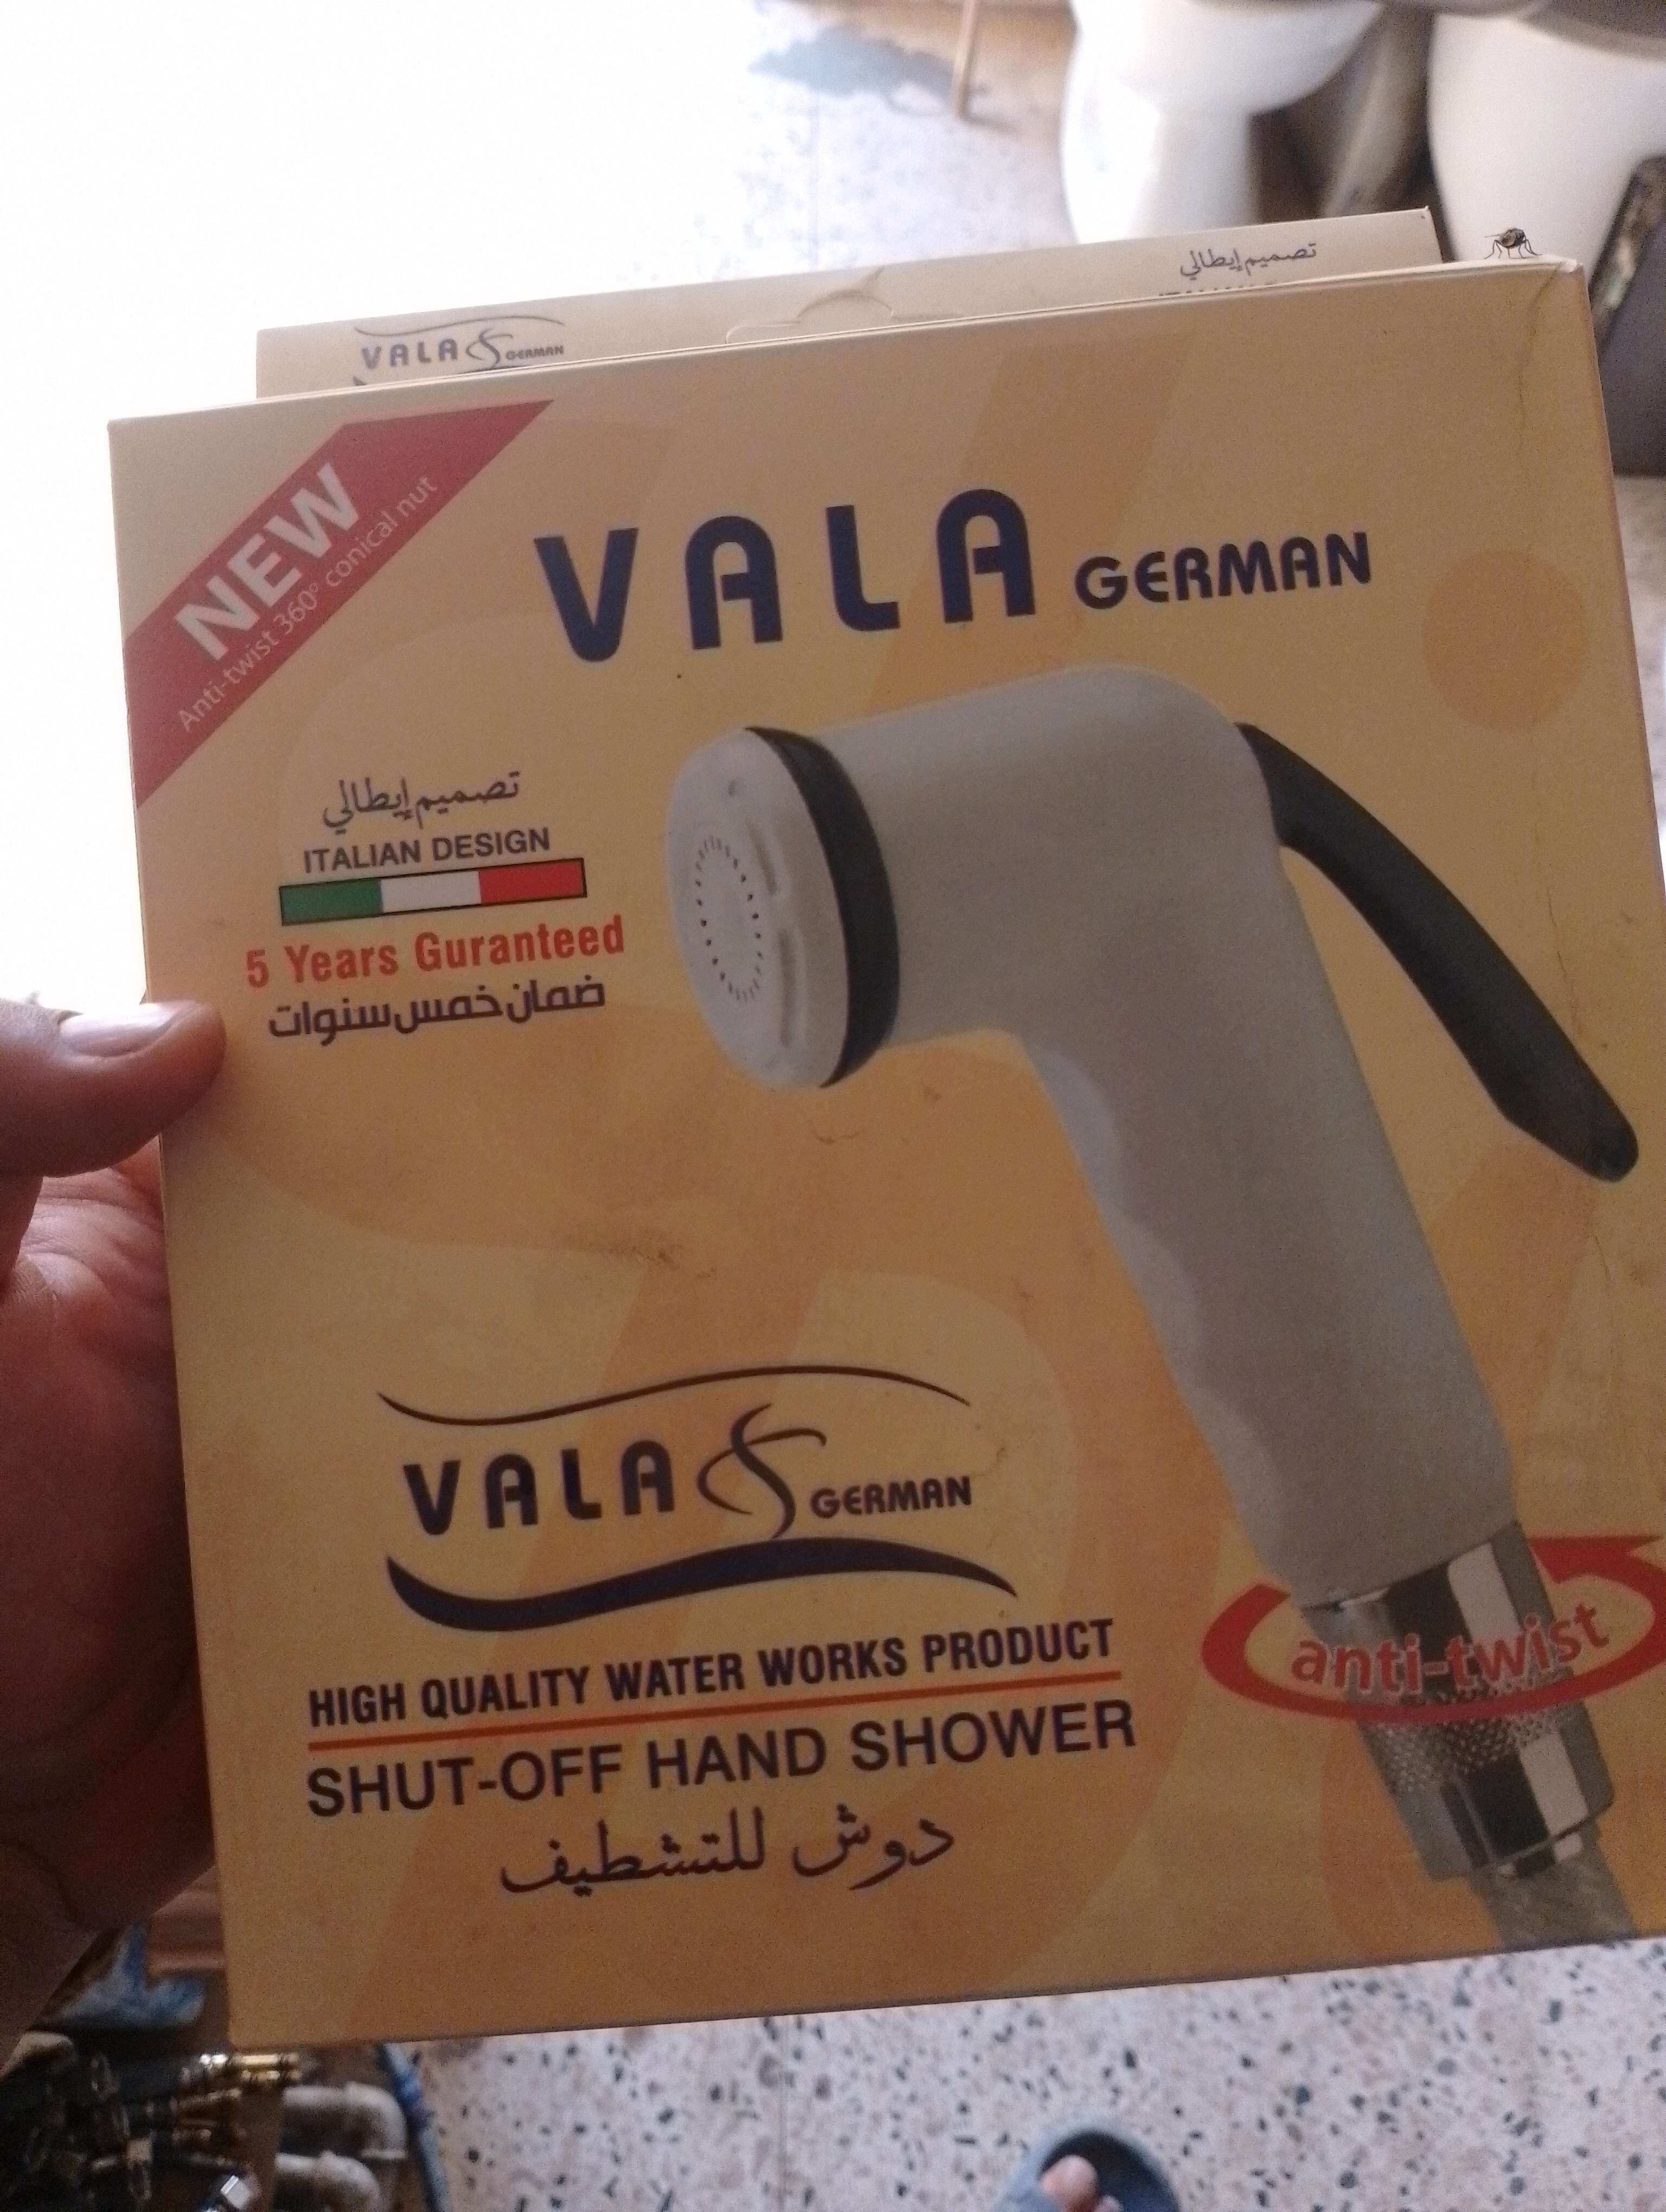 تصميم إيطالي
VALA GERMAN
NEW
Anti-twist 360° conical nut
VALA GERMAN
تصميم إيطالي
ITALIAN DESIGN
5 Years Guranteed
ضمان خمس سنوات
VALA GERMAN
anti-twist
HIGH QUALITY WATER WORKS PRODUCT
SHUT-OFF HAND SHOWER
دوش للتشطيف